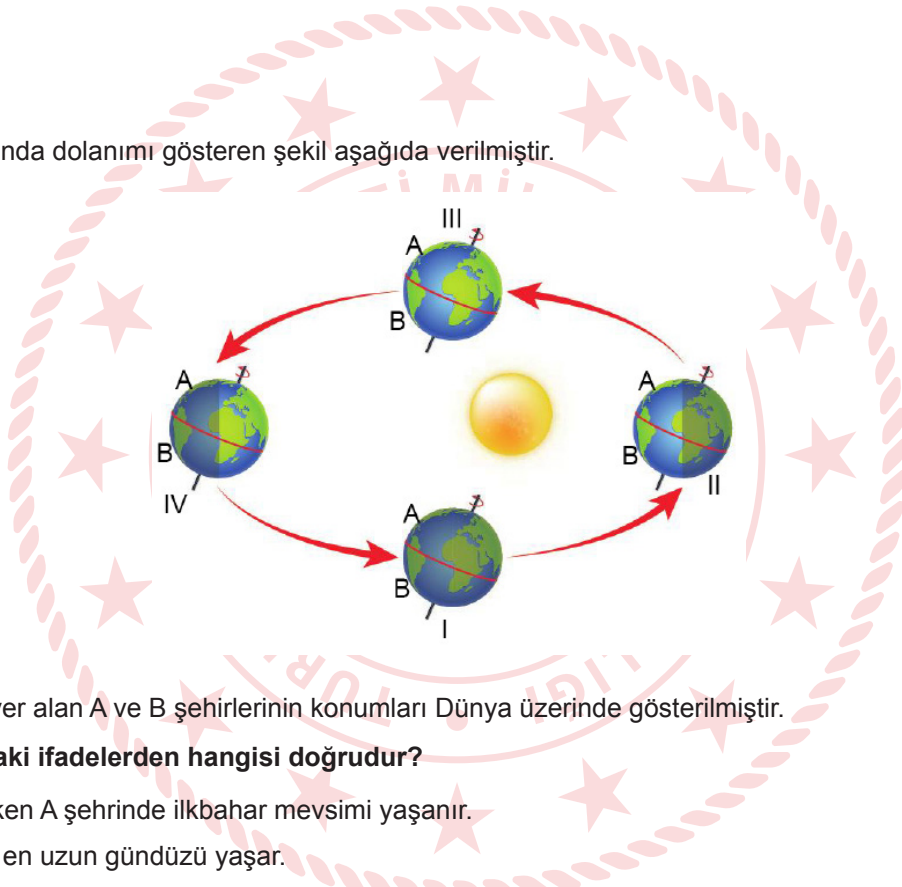 nda dolanımı gösteren şekil aşağıda verilmiştir.
III
A
B
A
B
IV
A
B
II
A
B
I
yer alan A ve B şehirlerinin konumları Dünya üzerinde gösterilmiştir.
aki ifadelerden hangisi doğrudur?
ken A şehrinde ilkbahar mevsimi yaşanır.
en uzun gündüzü yaşar.